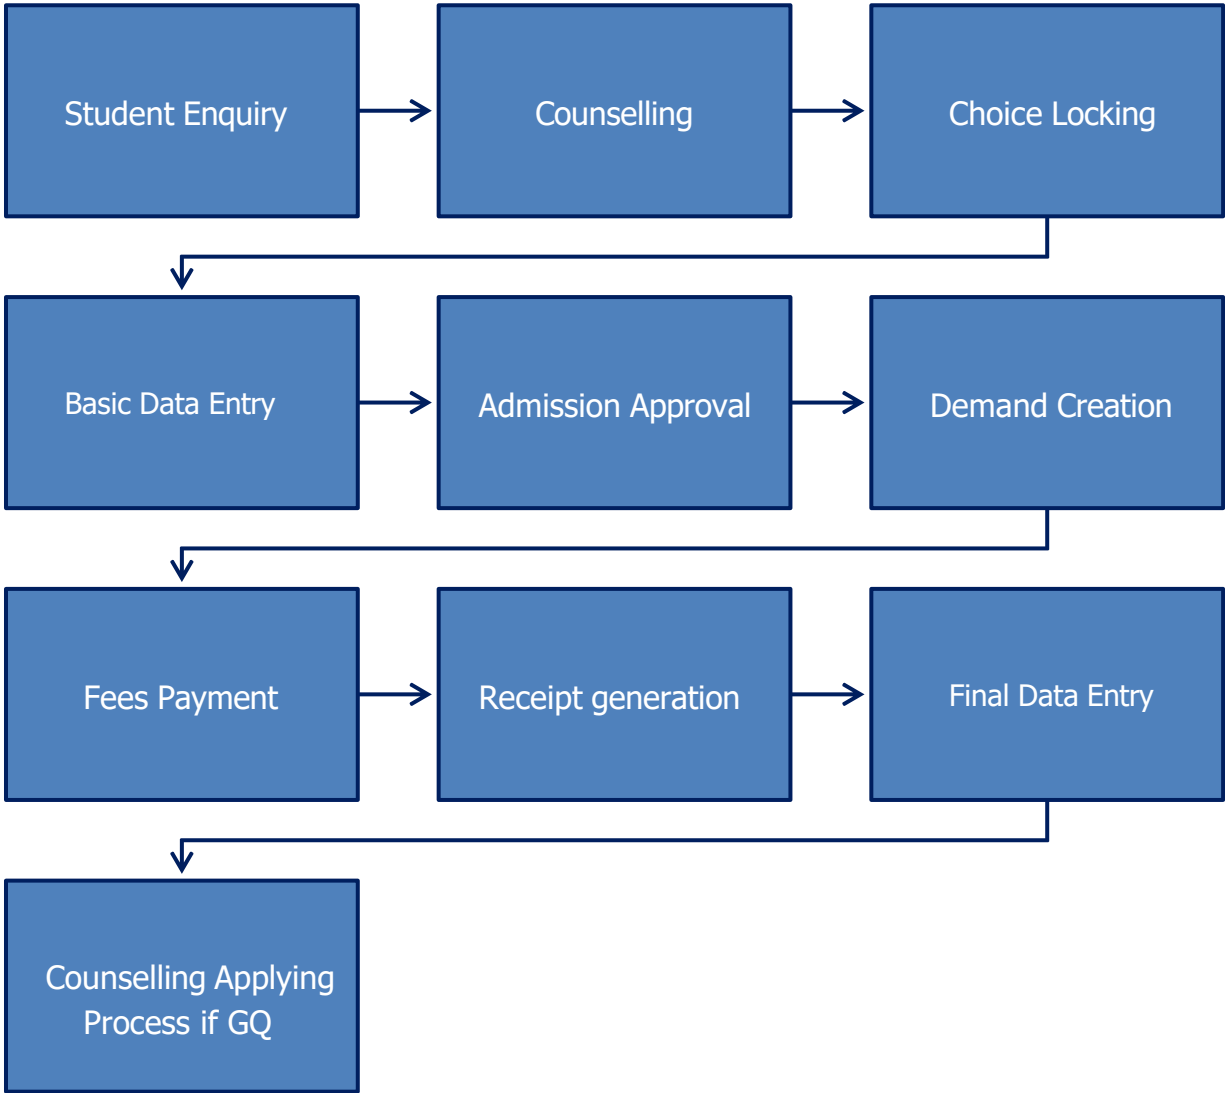 Student Enquiry
Counselling
Choice Locking
Basic Data Entry
Admission Approval
Demand Creation
Fees Payment
Receipt generation
Final Data Entry
Counselling Applying
Process if GQ